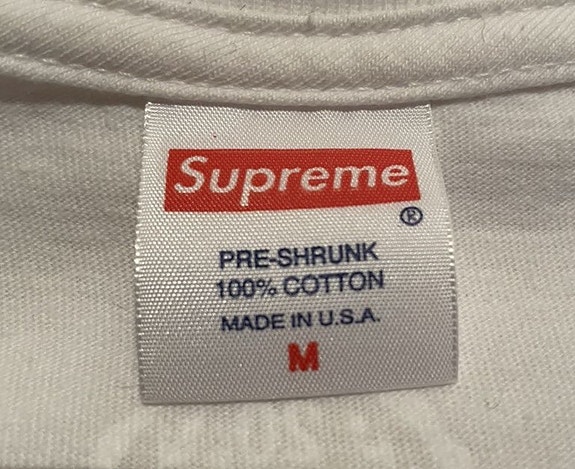 Supreme
®
PRE-SHRUNK
100% COTTON
MADE IN U.S.A.
M